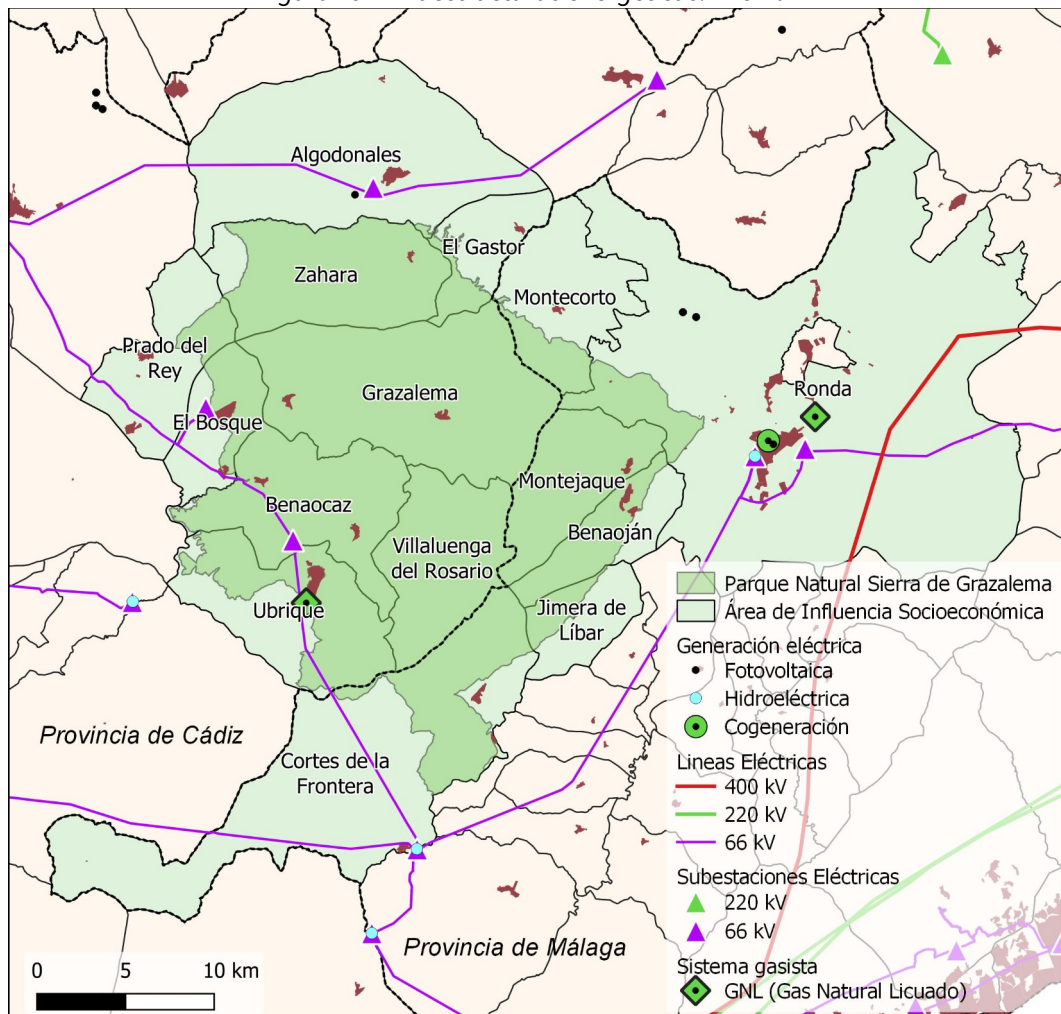 Algodonales
El Gastor
Zahara
Montecorto
Prado del
Rey
Grazalema
Ronda
El Bosque
Montejaque
Benaocaz
Benaoján
Villaluenga
del Rosario
Ubrique
Jimera de
Líbar
Provincia de Cádiz
Cortes de la
Frontera
Provincia de Málaga
0 5 10 km
Parque Natural Sierra de Grazalema
Área de Influencia Socioeconómica
Generación eléctrica
Fotovoltaica
Hidroeléctrica
Cogeneración
Lineas Eléctricas
400 kV
220 kV
66 kV
Subestaciones Eléctricas
220 kV
66 kV
Sistema gasista
GNL (Gas Natural Licuado)